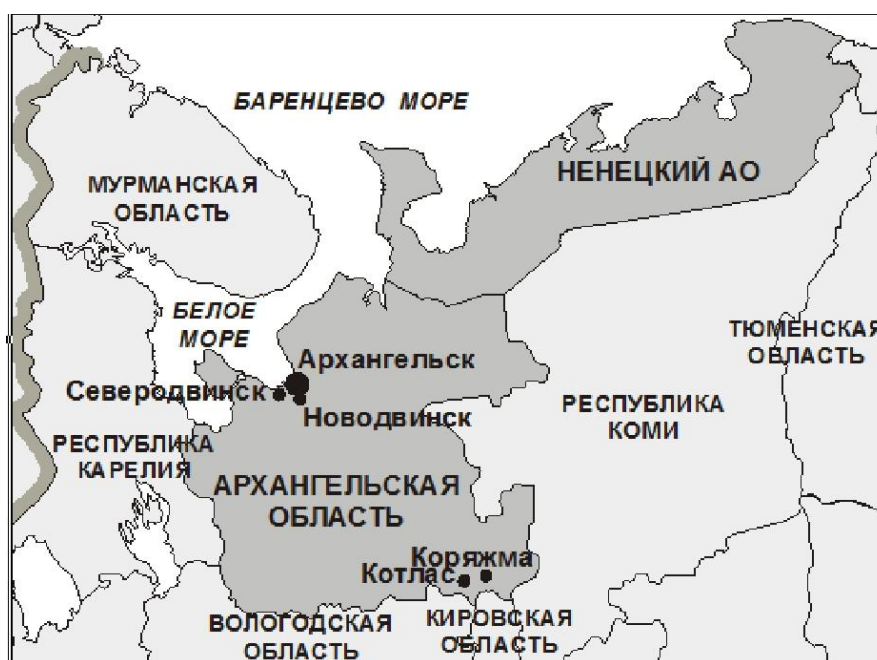 БАРЕНЦЕВО МОРЕ
НЕНЕЦКИЙ АО
МУРМАНСКАЯ
ОБЛАСТЬ
БЕЛОЕ
МОРЕ
ТЮМЕНСКАЯ
ОБЛАСТЬ
Архангельск
Северодвинск
Новодвинск
РЕСПУБЛИКА
КОМИ
РЕСПУБЛИКА
КАРЕЛИЯ
АРХАНГЕЛЬСКАЯ
ОБЛАСТЬ
Коряжма
Котлас
ВОЛОГОДСКАЯ
ОБЛАСТЬ
КИРОВСКАЯ
ОБЛАСТЬ